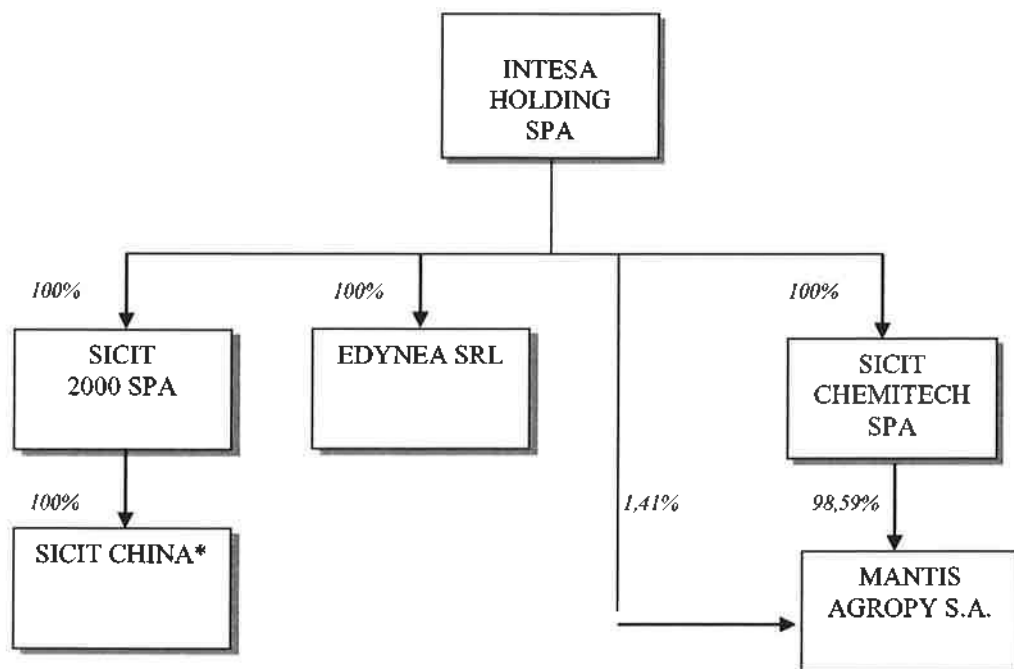 INTESA
HOLDING
SPA
100%
100%
100%
SICIT
2000 SPA
EDYNEA SRL
SICIT
CHEMITECH
SPA
100%
1,41%
98,59%
SICIT CHINA*
MANTIS
AGROPY S.A.